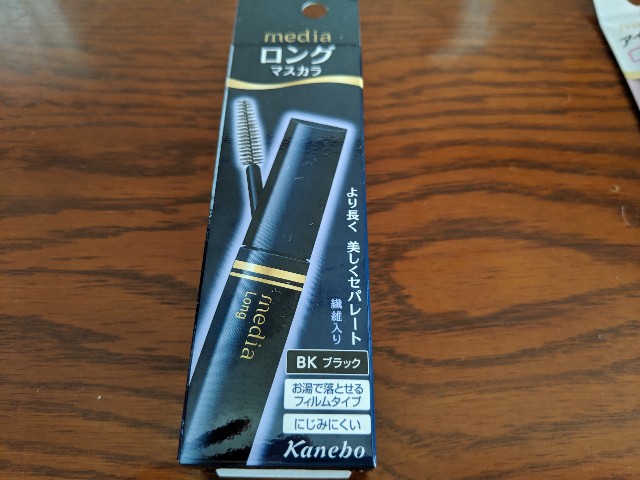 media
ロング
マスカラ
より長く 美しくセパレート
繊維入り
media
Long
BK ブラック
お湯で落とせる
フィルムタイプ
にじみにくい
Kanebo
アイ